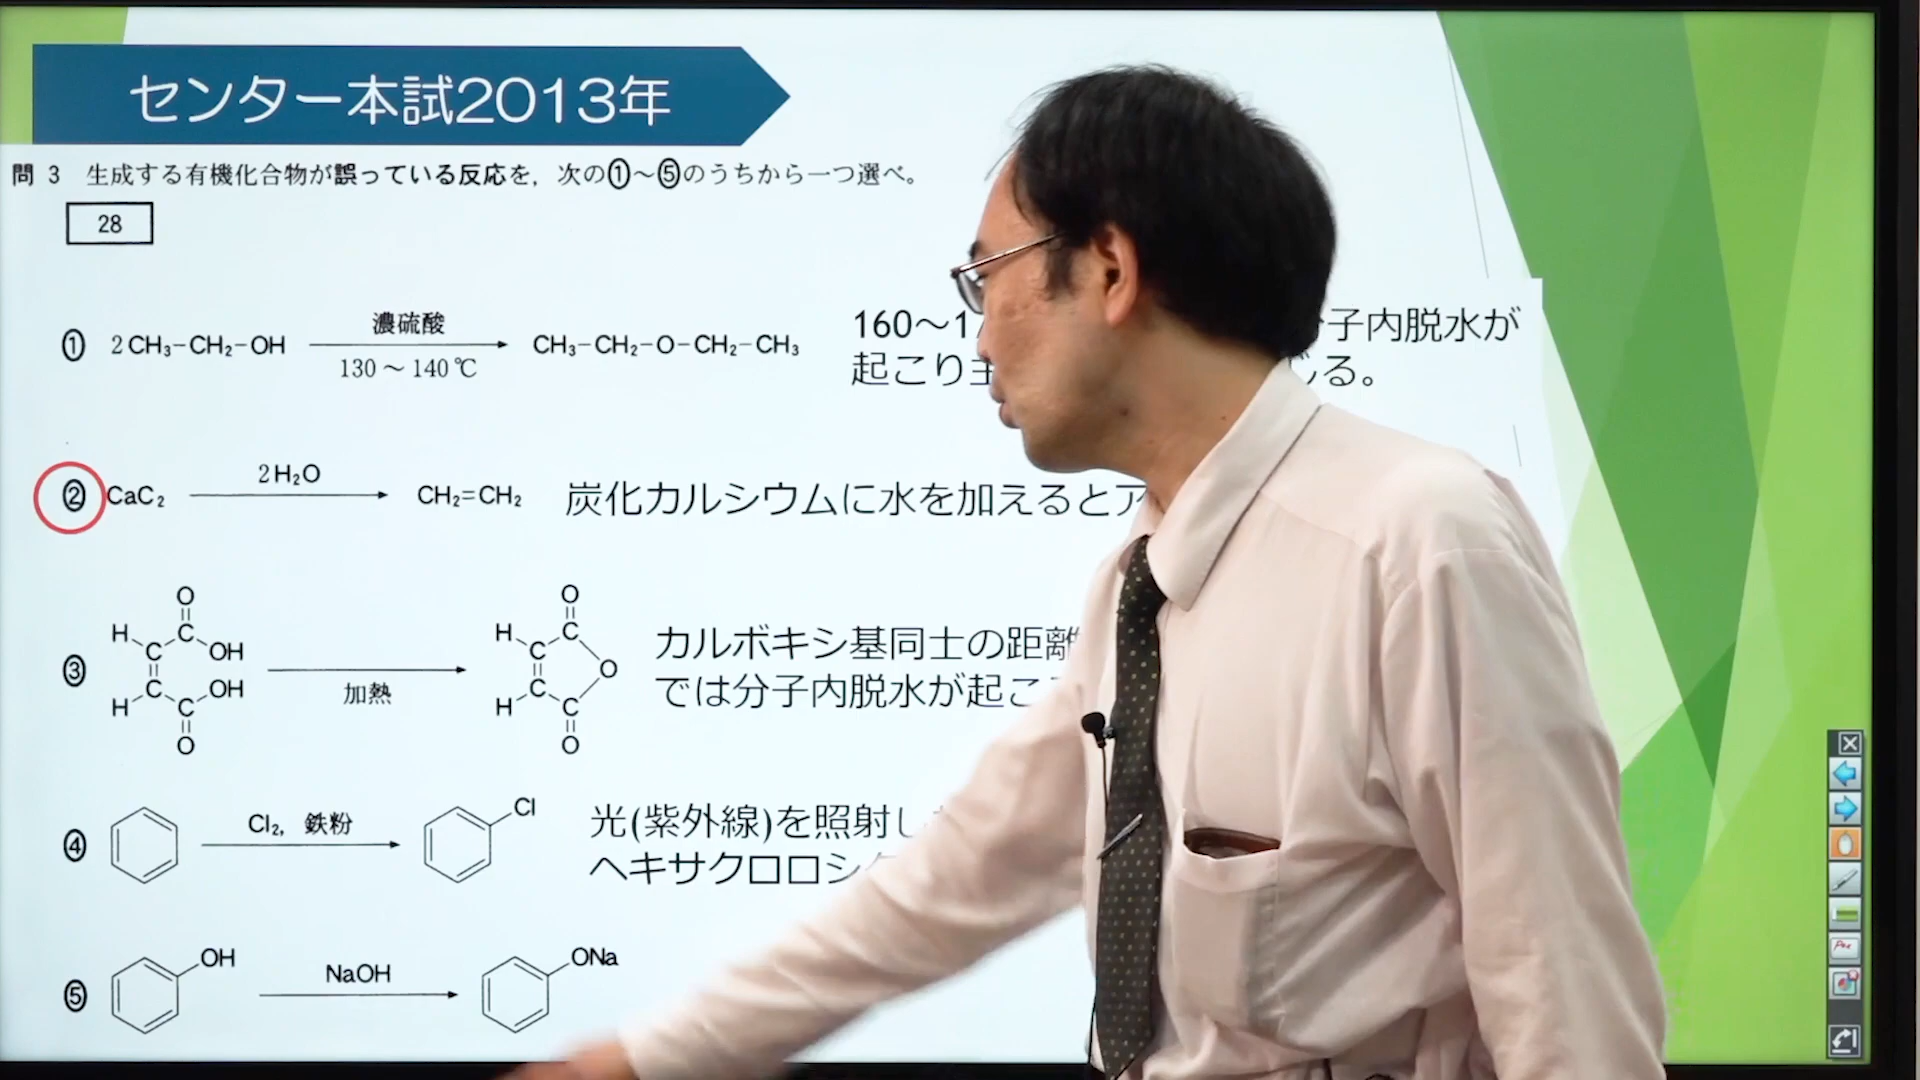 センター本試2013年
問 3 生成する有機化合物が誤っている反応を，次の①～⑤のうちから一つ選べ。
28
① 2CH₃−CH₂−OH 濃硫酸 130 ～ 140 ℃ CH₃−CH₂−O−CH₂−CH₃
160～1 子内脱水が
起こり じる。
② CaC₂ 2H₂O CH₂=CH₂ 炭化カルシウムに水を加えるとア
③ H H C C C C O O OH OH 加熱 H H C C C C O O O
カルボキシ基同士の距離
では分子内脱水が起こ
④ Cl₂，鉄粉 Cl
光(紫外線)を照射し
ヘキサクロロシク
⑤ OH NaOH ONa